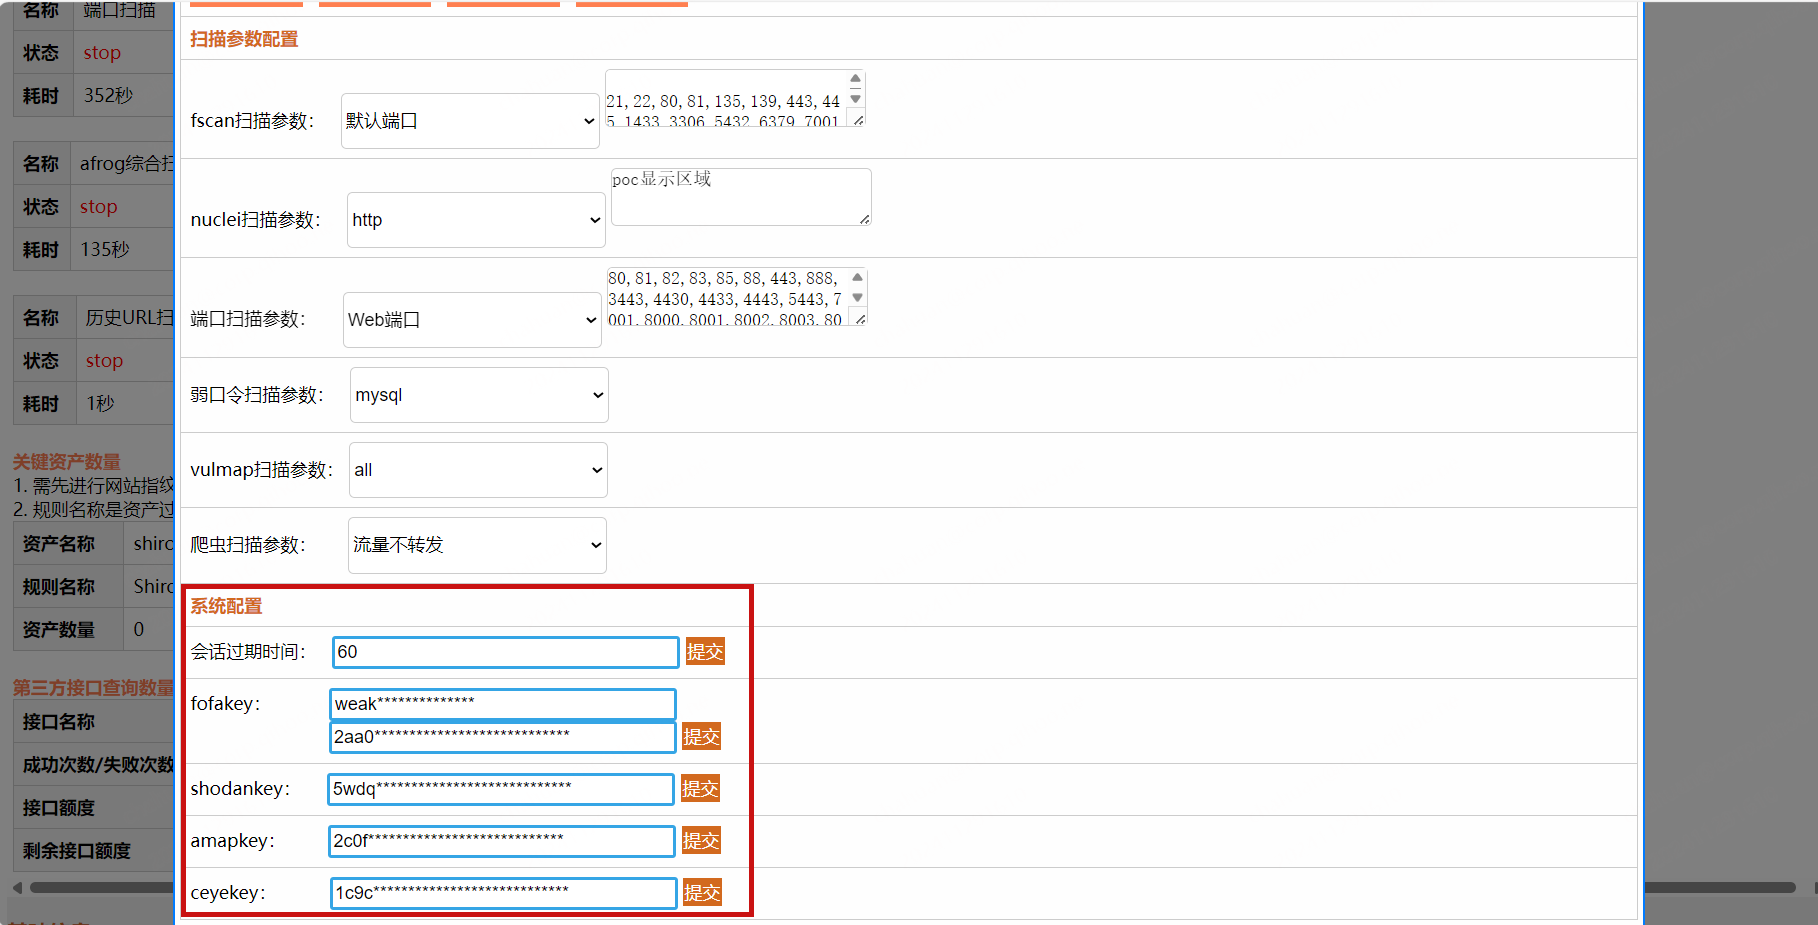 名称 端口扫描
状态 stop
耗时 352秒
名称 afrog综合扫
状态 stop
耗时 135秒
名称 历史URL扫
状态 stop
耗时 1秒
关键资产数量
1. 需先进行网站指纹
2. 规则名称是资产过
资产名称 shiro
规则名称 Shiro
资产数量 0
第三方接口查询数量
接口名称
成功次数/失败次数
接口额度
剩余接口额度
扫描参数配置
fscan扫描参数： 默认端口
21,22,80,81,135,139,443,44
5,1433,3306,5432,6379,7001
nuclei扫描参数： http
poc显示区域
端口扫描参数： Web端口
80,81,82,83,85,88,443,888,
3443,4430,4433,4443,5443,7
001,8000,8001,8002,8003,80
弱口令扫描参数： mysql
vulmap扫描参数： all
爬虫扫描参数： 流量不转发
系统配置
会话过期时间： 60 提交
fofakey： weak**************
2aa0**************************** 提交
shodankey： 5wdq**************************** 提交
amapkey： 2c0f**************************** 提交
ceyekey： 1c9c**************************** 提交